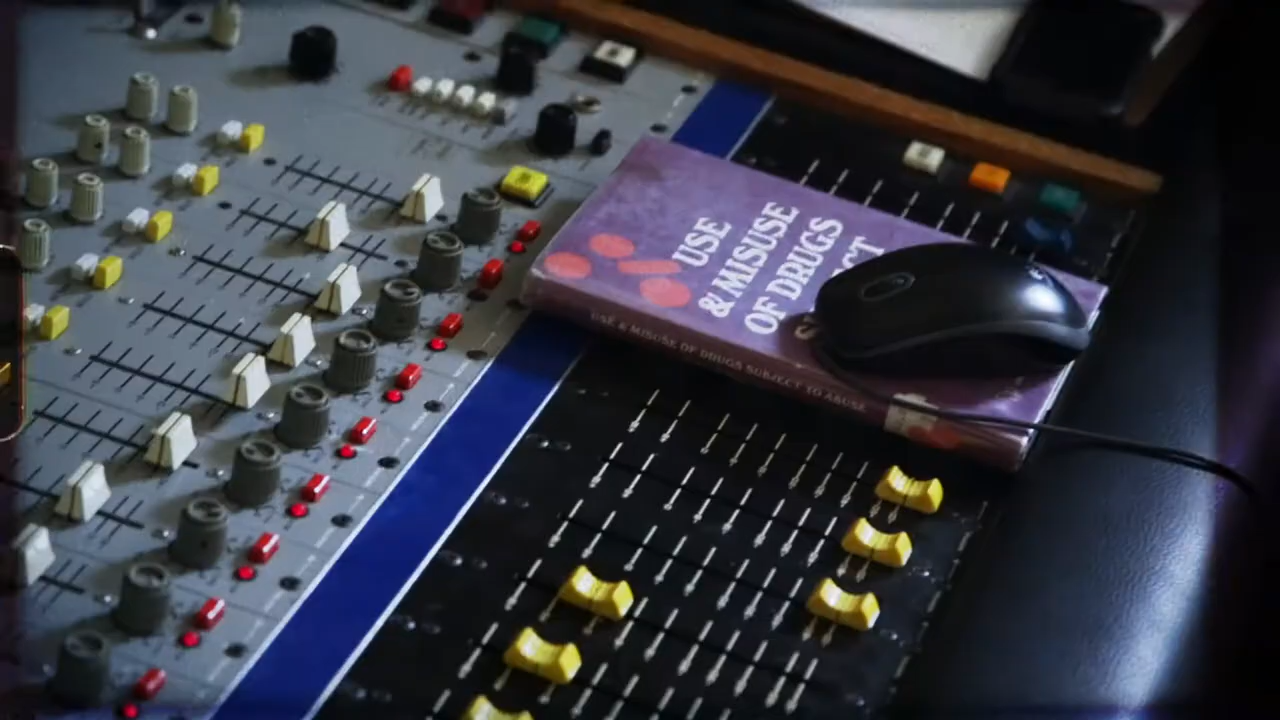 USE
& MISUSE
OF DRUGS
USE & MISUSE OF DRUGS SUBJECT TO ABUSE